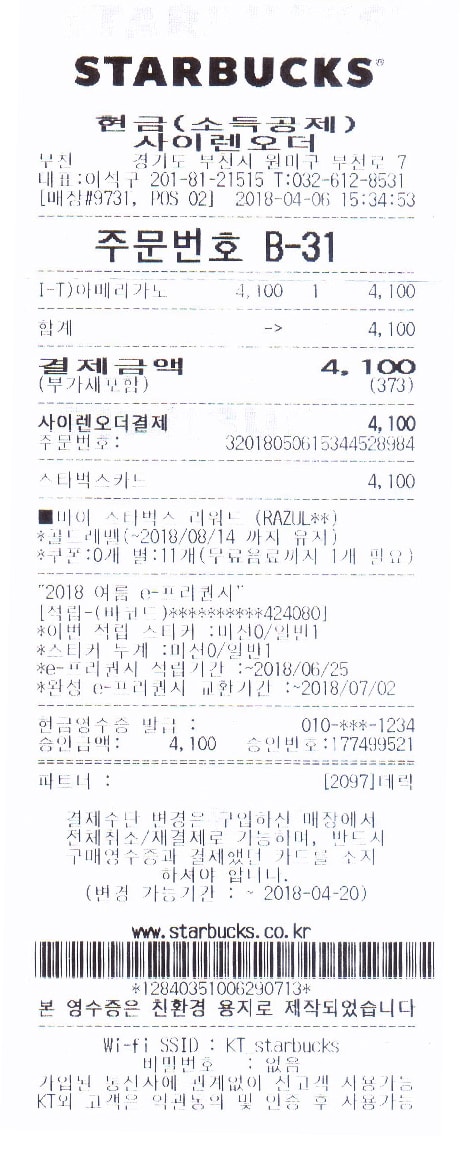 STARBUCKS®
현금(소득공제)
사이렌오더
부천 경기도 부천시 원미구 부천로 7
대표:이석구 201-81-21515 T:032-612-8531
[매장#9731, POS 02] 2018-04-06 15:34:53
주문번호 B-31
I-T)아메리카노 4,100 1 4,100
합계 -> 4,100
결제금액 4,100
(부가세포함) (373)
사이렌오더결제 4,100
주문번호: 32018050615344528984
스타벅스카드 4,100
■마이 스타벅스 리워드 (RAZUL**)
*골드레벨(~2018/08/14 까지 유지)
*쿠폰:0개 별:11개(무료음료까지 1개 필요)
"2018 여름 e-프리퀀시"
[적립-(바코드)**********424080]
*이번 적립 스티커 :미션0/일반1
*스티커 누계 :미션0/일반1
*e-프리퀀시 적립기간 :~2018/06/25
*완성 e-프리퀀시 교환기간 :~2018/07/02
현금영수증 발급 : 010-***-1234
승인금액: 4,100 승인번호:177499521
파트너 : [2097]데릭
결제수단 변경은 구입하신 매장에서
전체취소/재결제로 가능하며, 반드시
구매영수증과 결제했던 카드를 소지
하셔야 합니다.
(변경 가능기간 : ~ 2018-04-20)
www.starbucks.co.kr
*12840351006290713*
본 영수증은 친환경 용지로 제작되었습니다
Wi-fi SSID : KT starbucks
비밀번호 : 없음
가입된 통신사에 관계없이 전고객 사용가능
KT외 고객은 약관동의 및 인증 후 사용가능